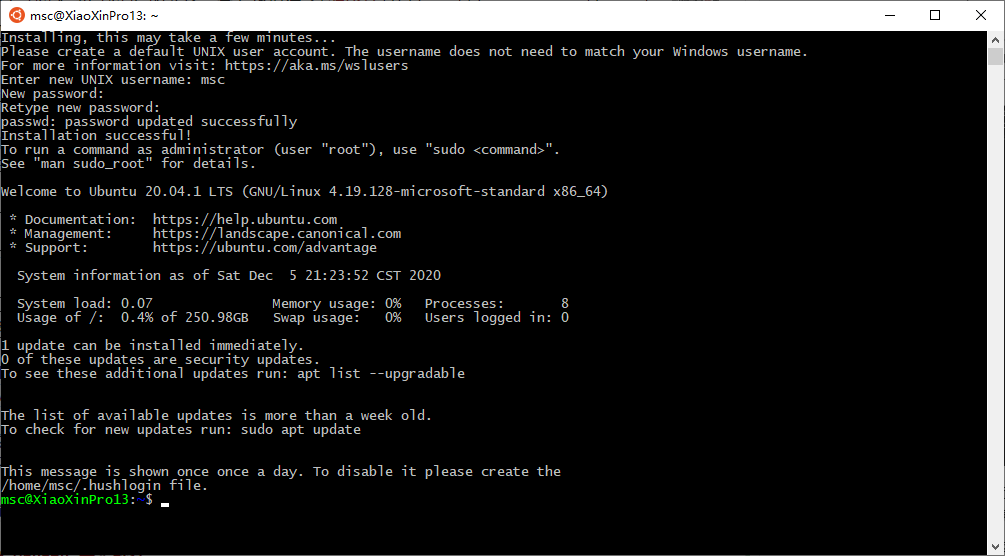 msc@XiaoXinPro13: ~
Installing, this may take a few minutes...
Please create a default UNIX user account. The username does not need to match your Windows username.
For more information visit: https://aka.ms/wslusers
Enter new UNIX username: msc
New password:
Retype new password:
passwd: password updated successfully
Installation successful!
To run a command as administrator (user "root"), use "sudo <command>".
See "man sudo_root" for details.
Welcome to Ubuntu 20.04.1 LTS (GNU/Linux 4.19.128-microsoft-standard x86_64)
* Documentation:  https://help.ubuntu.com
* Management:     https://landscape.canonical.com
* Support:        https://ubuntu.com/advantage
System information as of Sat Dec  5 21:23:52 CST 2020
System load: 0.07               Memory usage: 0%   Processes:       8
Usage of /:  0.4% of 250.98GB   Swap usage:   0%   Users logged in: 0
1 update can be installed immediately.
0 of these updates are security updates.
To see these additional updates run: apt list --upgradable
The list of available updates is more than a week old.
To check for new updates run: sudo apt update
This message is shown once once a day. To disable it please create the
/home/msc/.hushlogin file.
msc@XiaoXinPro13:~$